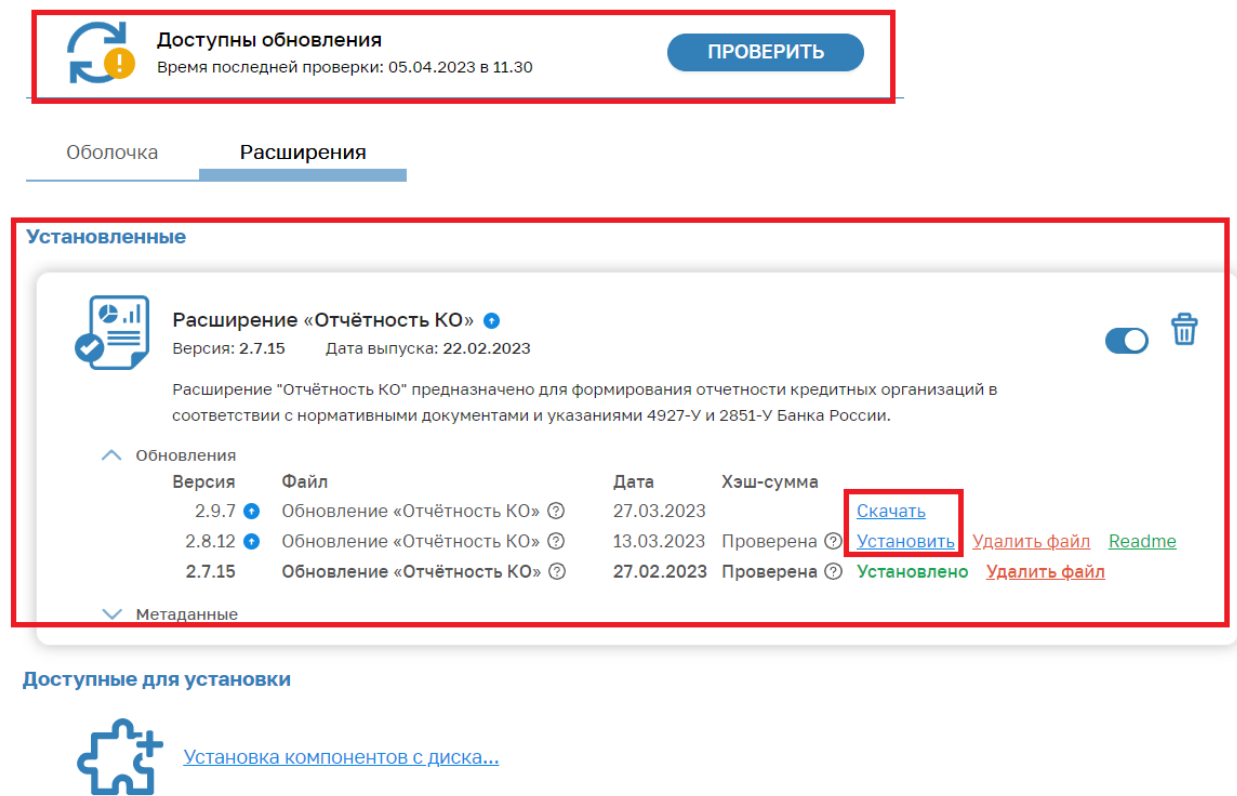 Доступны обновления
Время последней проверки: 05.04.2023 в 11.30
ПРОВЕРИТЬ
Оболочка Расширения
Установленные
Расширение «Отчётность КО»
Версия: 2.7.15 Дата выпуска: 22.02.2023
Расширение "Отчётность КО" предназначено для формирования отчетности кредитных организаций в
соответствии с нормативными документами и указаниями 4927-У и 2851-У Банка России.
Обновления
Версия Файл Дата Хэш-сумма
2.9.7 Обновление «Отчётность КО» ? 27.03.2023 Скачать
2.8.12 Обновление «Отчётность КО» ? 13.03.2023 Проверена ? Установить Удалить файл Readme
2.7.15 Обновление «Отчётность КО» ? 27.02.2023 Проверена ? Установлено Удалить файл
Метаданные
Доступные для установки
Установка компонентов с диска...